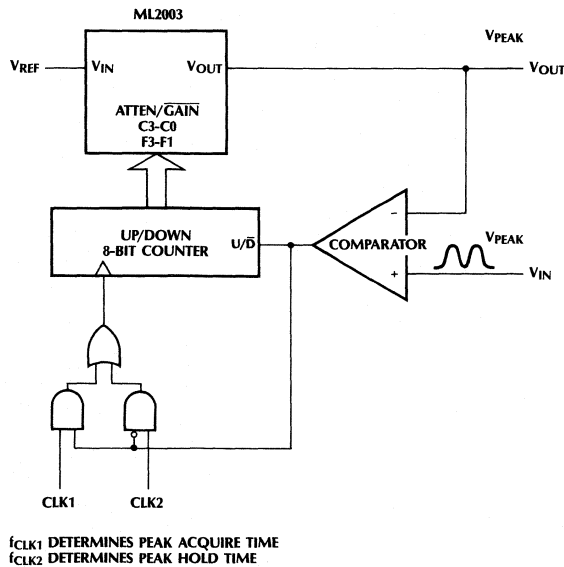 ML2003
VPEAK
VREF
VIN
VOUT
VOUT
ATTEN/G̅A̅I̅N̅
C3-C0
F3-F1
UP/DOWN
8-BIT COUNTER
U/D̅
-
COMPARATOR
+
VPEAK
VIN
CLK1
CLK2
fCLK1 DETERMINES PEAK ACQUIRE TIME
fCLK2 DETERMINES PEAK HOLD TIME